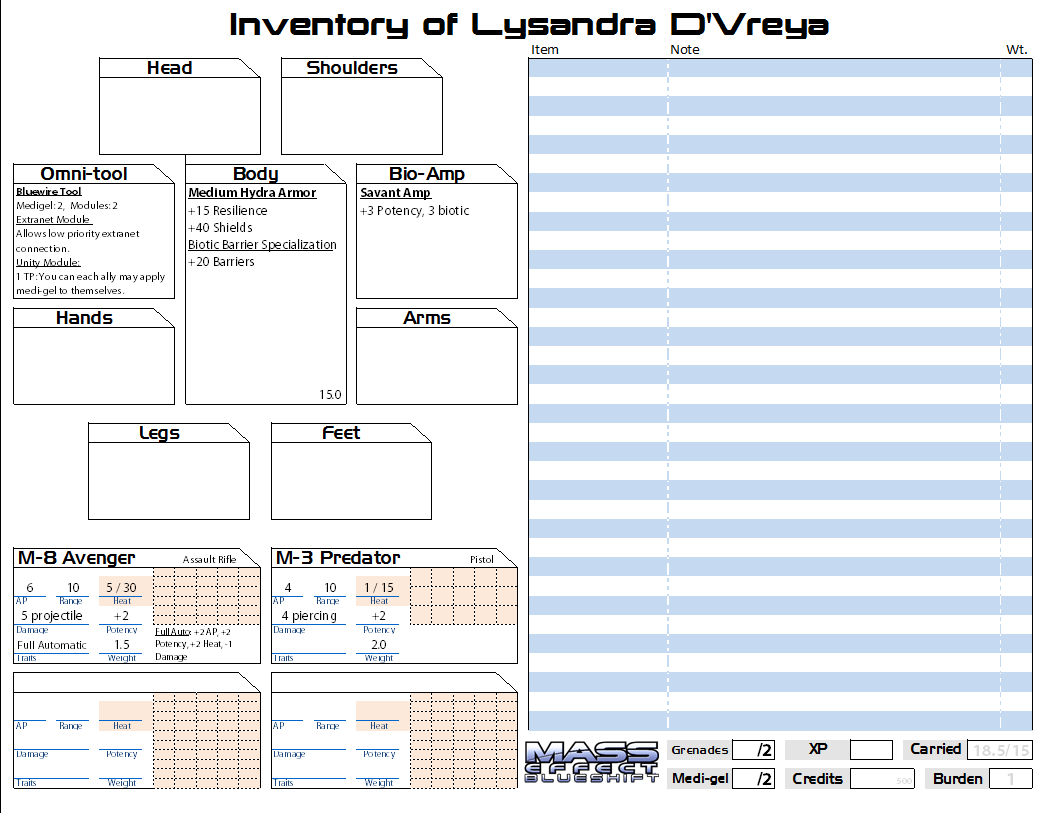 Inventory of Lysandra D'Vreya
Item Note Wt.
Head
Shoulders
Omni-tool
Bluewire Tool
Medigel: 2, Modules: 2
Extranet Module
Allows low priority extranet
connection.
Unity Module:
1 TP: You can each ally may apply
medi-gel to themselves.
Body
Medium Hydra Armor
+15 Resilience
+40 Shields
Biotic Barrier Specialization
+20 Barriers
15.0
Bio-Amp
Savant Amp
+3 Potency, 3 biotic
Hands
Arms
Legs
Feet
M-8 Avenger Assault Rifle
6 10 5 / 30
AP Range Heat
5 projectile +2
Damage Potency
Full Automatic 1.5
Traits Weight
Full Auto: +2 AP, +2
Potency, +2 Heat, -1
Damage
M-3 Predator Pistol
4 10 1 / 15
AP Range Heat
4 piercing +2
Damage Potency
2.0
Traits Weight
AP Range Heat
Damage Potency
Traits Weight
AP Range Heat
Damage Potency
Traits Weight
MASS
EFFECT
BLUESHIFT
Grenades /2 XP Carried 18.5/15
Medi-gel /2 Credits 500 Burden 1